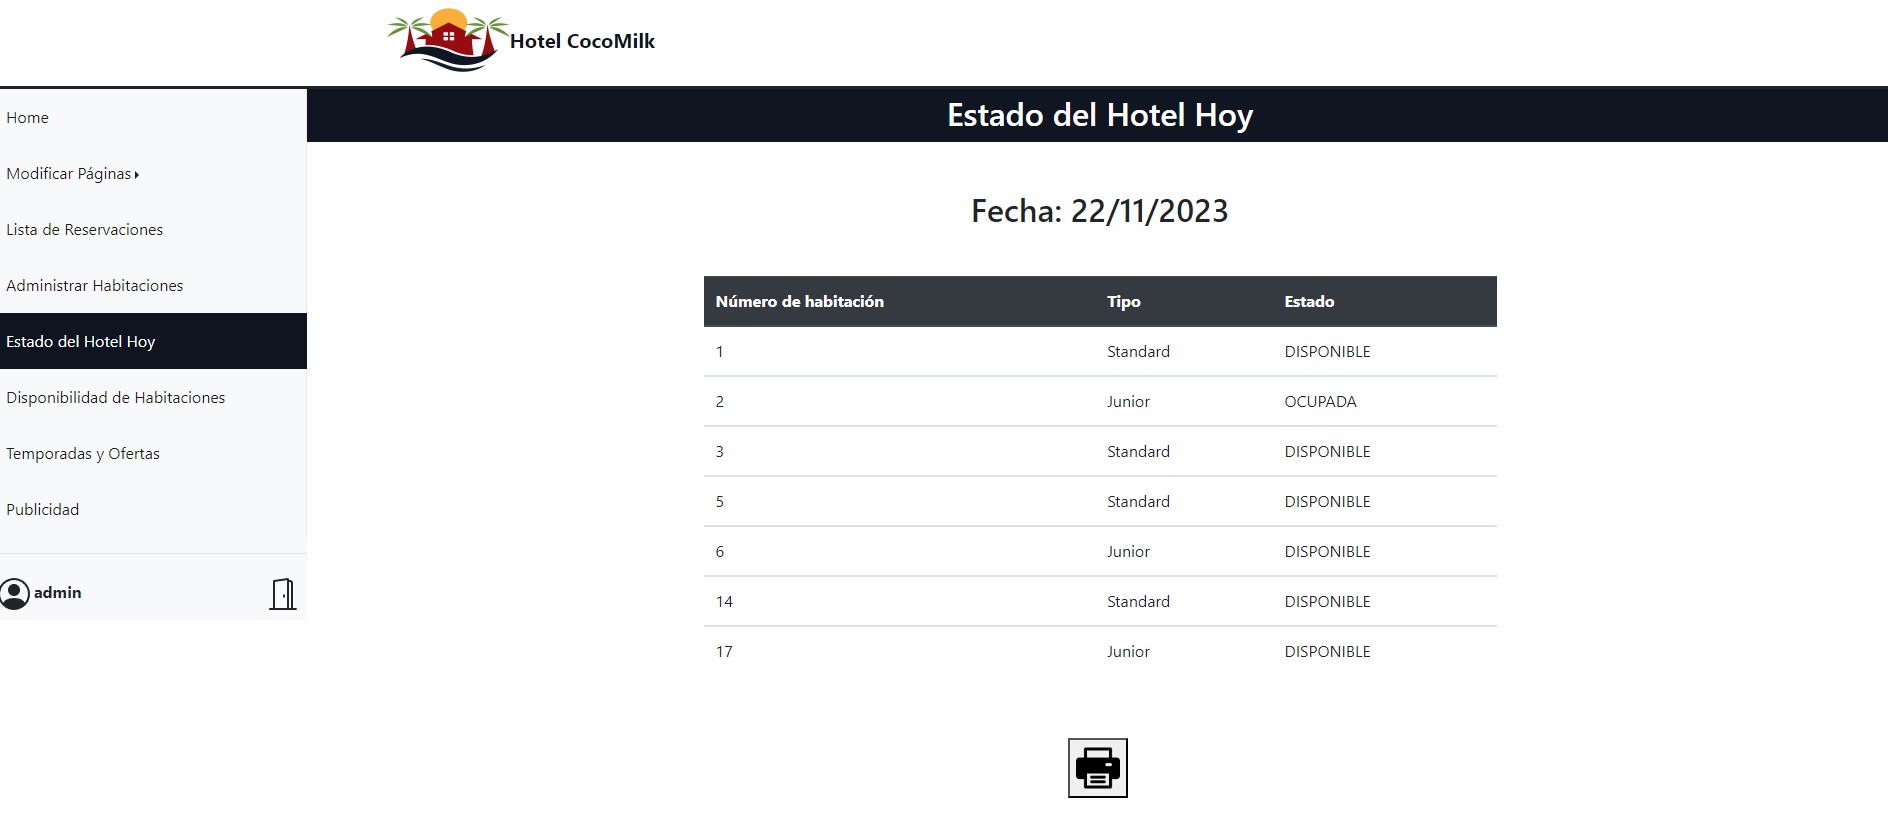 Hotel CocoMilk
Home
Modificar Páginas
Lista de Reservaciones
Administrar Habitaciones
Estado del Hotel Hoy
Disponibilidad de Habitaciones
Temporadas y Ofertas
Publicidad
admin
Estado del Hotel Hoy
Fecha: 22/11/2023
Número de habitación Tipo Estado
1 Standard DISPONIBLE
2 Junior OCUPADA
3 Standard DISPONIBLE
5 Standard DISPONIBLE
6 Junior DISPONIBLE
14 Standard DISPONIBLE
17 Junior DISPONIBLE